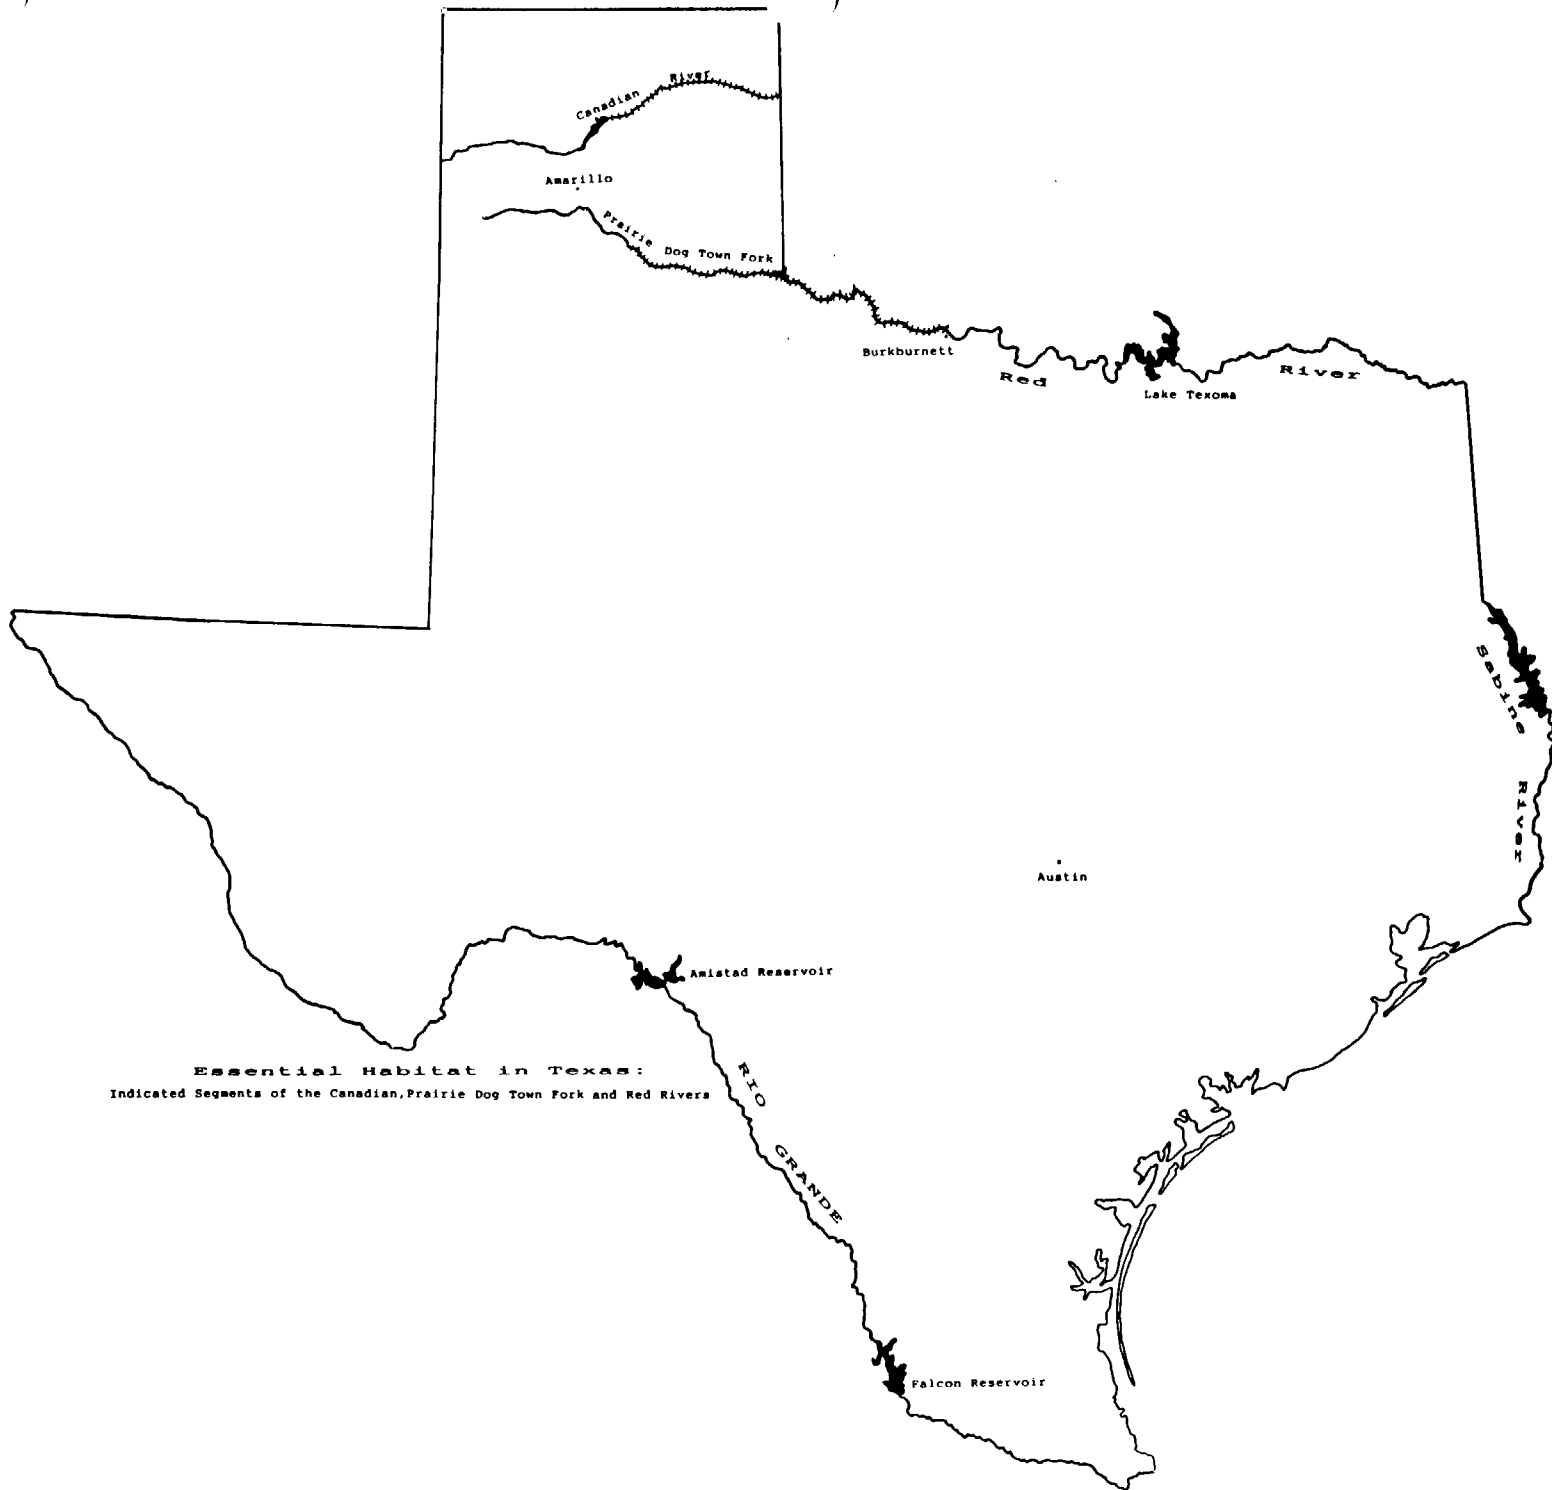 Canadian River
Amarillo
Prairie Dog Town Fork
Burkburnett
Red River
Lake Texoma
Sabine River
Austin
Amistad Reservoir
Essential Habitat in Texas:
Indicated Segments of the Canadian,Prairie Dog Town Fork and Red Rivers
RIO GRANDE
Falcon Reservoir